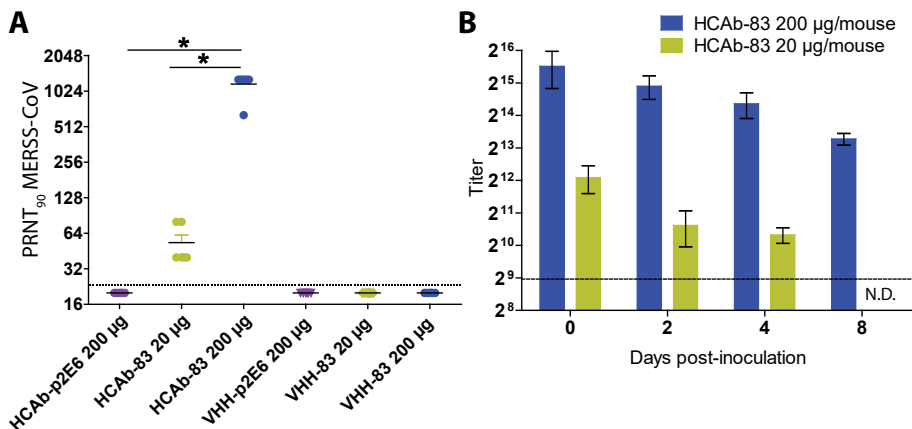 A
PRNT90 MERSS-CoV
2048
1024
512
256
128
64
32
16
*
*
HCAb-p2E6 200 µg
HCAb-83 20 µg
HCAb-83 200 µg
VHH-p2E6 200 µg
VHH-83 20 µg
VHH-83 200 µg
B
HCAb-83 200 µg/mouse
HCAb-83 20 µg/mouse
Titer
2^16
2^15
2^14
2^13
2^12
2^11
2^10
2^9
2^8
N.D.
0 2 4 8
Days post-inoculation